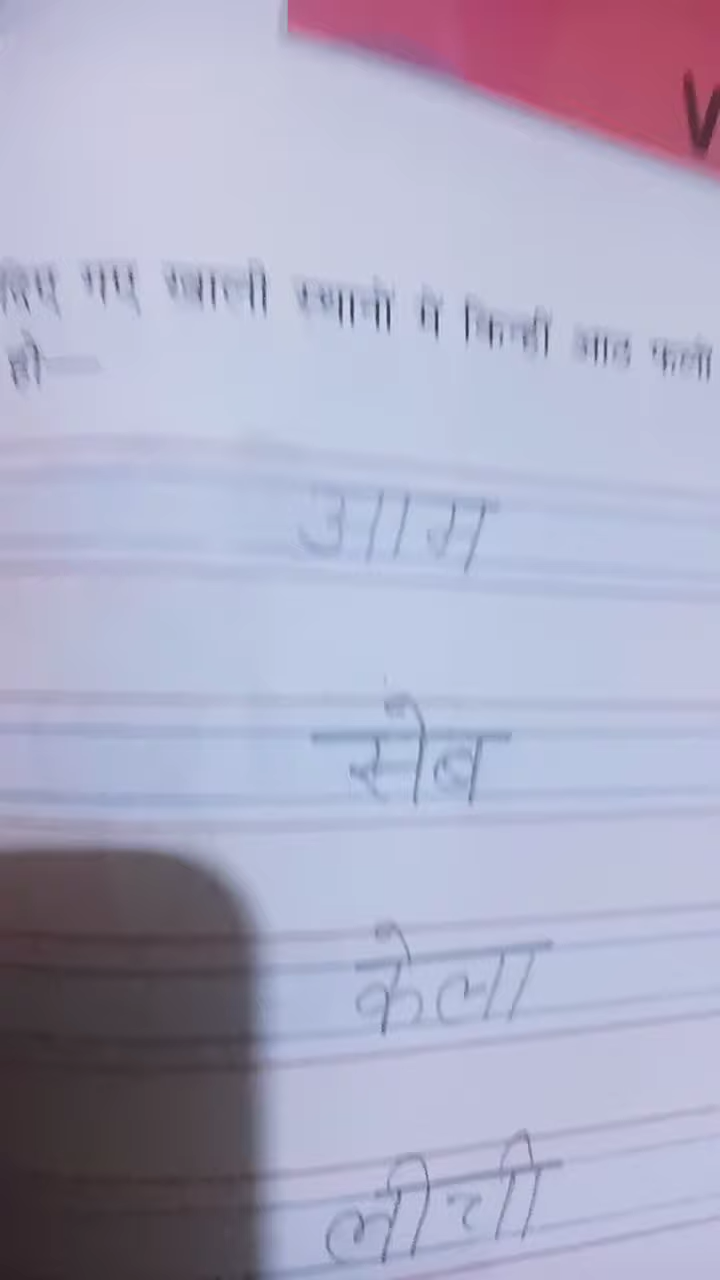 दिए गए खाली स्थानों में किन्हीं आठ फलों
हों—
आम
सेब
केला
लीची